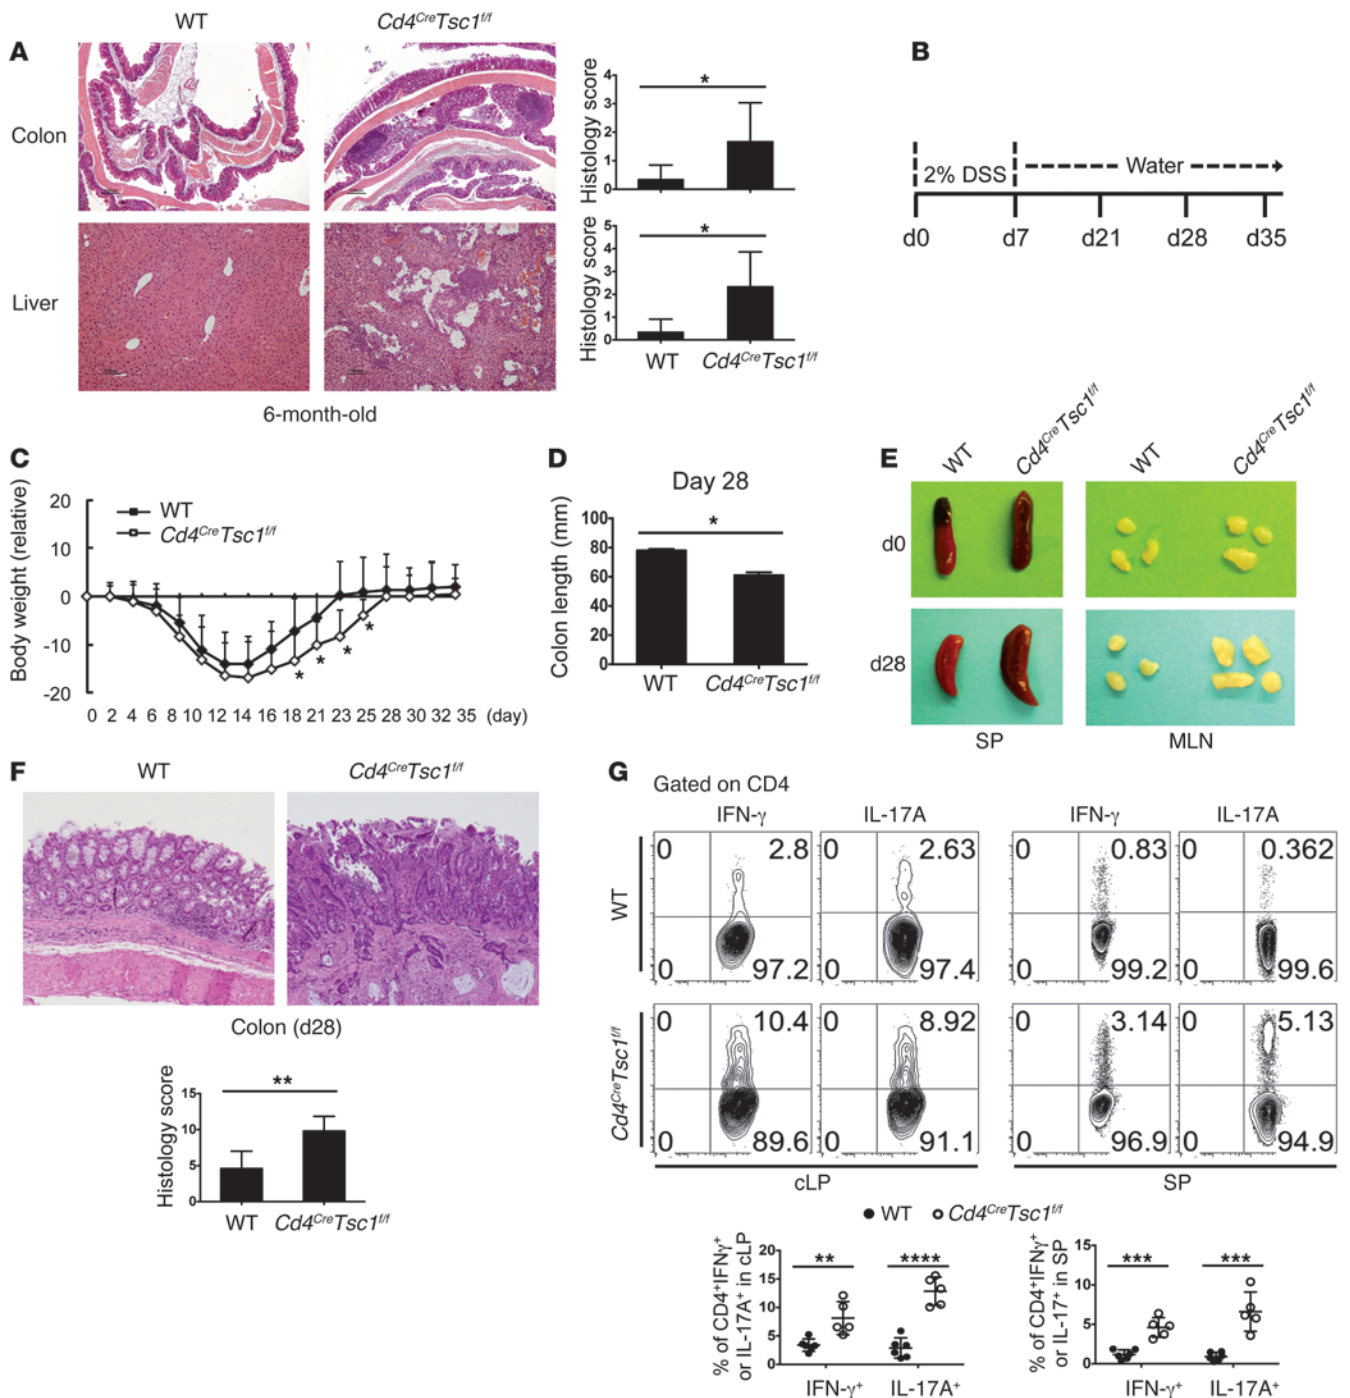 WT
Cd4CreTsc1f/f
A
Colon
Liver
6-month-old
Histology score
4
3
2
1
0
*
Histology score
5
4
3
2
1
0
*
WT
Cd4CreTsc1f/f
B
2% DSS
Water
d0
d7
d21
d28
d35
C
Body weight (relative)
20
10
0
-10
-20
WT
Cd4CreTsc1f/f
*
*
*
*
0 2 4 6 8 10 12 14 16 18 21 23 25 28 30 32 35 (day)
D
Day 28
Colon length (mm)
100
80
60
40
20
0
*
WT
Cd4CreTsc1f/f
E
WT
Cd4CreTsc1f/f
WT
Cd4CreTsc1f/f
d0
d28
SP
MLN
F
WT
Cd4CreTsc1f/f
Colon (d28)
Histology score
15
10
5
0
**
WT
Cd4CreTsc1f/f
G
Gated on CD4
IFN-γ
IL-17A
IFN-γ
IL-17A
WT
0 2.8
0 97.2
0 2.63
0 97.4
0 0.83
0 99.2
0 0.362
0 99.6
Cd4CreTsc1f/f
0 10.4
0 89.6
0 8.92
0 91.1
0 3.14
0 96.9
0 5.13
0 94.9
cLP
SP
WT
Cd4CreTsc1f/f
% of CD4+IFNγ+
or IL-17A+ in cLP
20
15
10
5
0
**
****
IFN-γ+
IL-17A+
% of CD4+IFNγ+
or IL-17+ in SP
15
10
5
0
***
***
IFN-γ+
IL-17A+